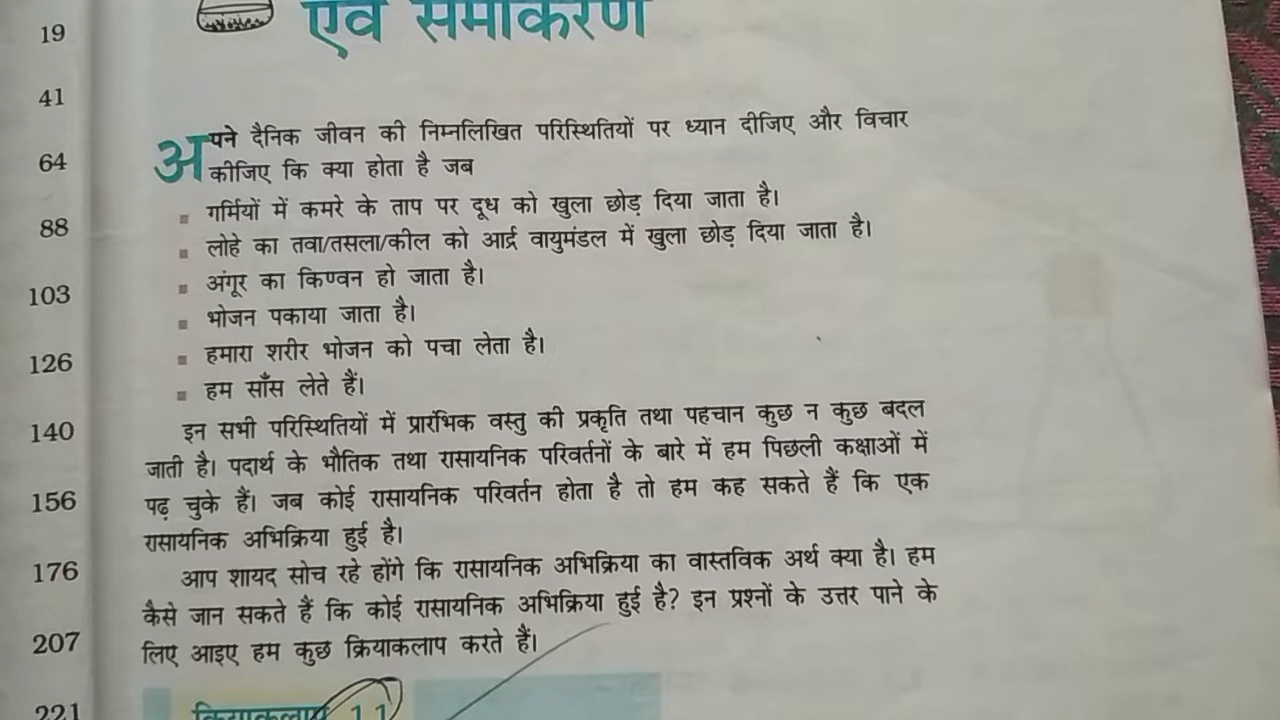 एवं समीकरण
19
41
64
88
103
126
140
156
176
207
221
अपने दैनिक जीवन की निम्नलिखित परिस्थितियों पर ध्यान दीजिए और विचार
कीजिए कि क्या होता है जब
गर्मियों में कमरे के ताप पर दूध को खुला छोड़ दिया जाता है।
लोहे का तवा/तसला/कील को आर्द्र वायुमंडल में खुला छोड़ दिया जाता है।
अंगूर का किण्वन हो जाता है।
भोजन पकाया जाता है।
हमारा शरीर भोजन को पचा लेता है।
हम साँस लेते हैं।
इन सभी परिस्थितियों में प्रारंभिक वस्तु की प्रकृति तथा पहचान कुछ न कुछ बदल
जाती है। पदार्थ के भौतिक तथा रासायनिक परिवर्तनों के बारे में हम पिछली कक्षाओं में
पढ़ चुके हैं। जब कोई रासायनिक परिवर्तन होता है तो हम कह सकते हैं कि एक
रासायनिक अभिक्रिया हुई है।
आप शायद सोच रहे होंगे कि रासायनिक अभिक्रिया का वास्तविक अर्थ क्या है। हम
कैसे जान सकते हैं कि कोई रासायनिक अभिक्रिया हुई है? इन प्रश्नों के उत्तर पाने के
लिए आइए हम कुछ क्रियाकलाप करते हैं।
क्रियाकलाप 1.1